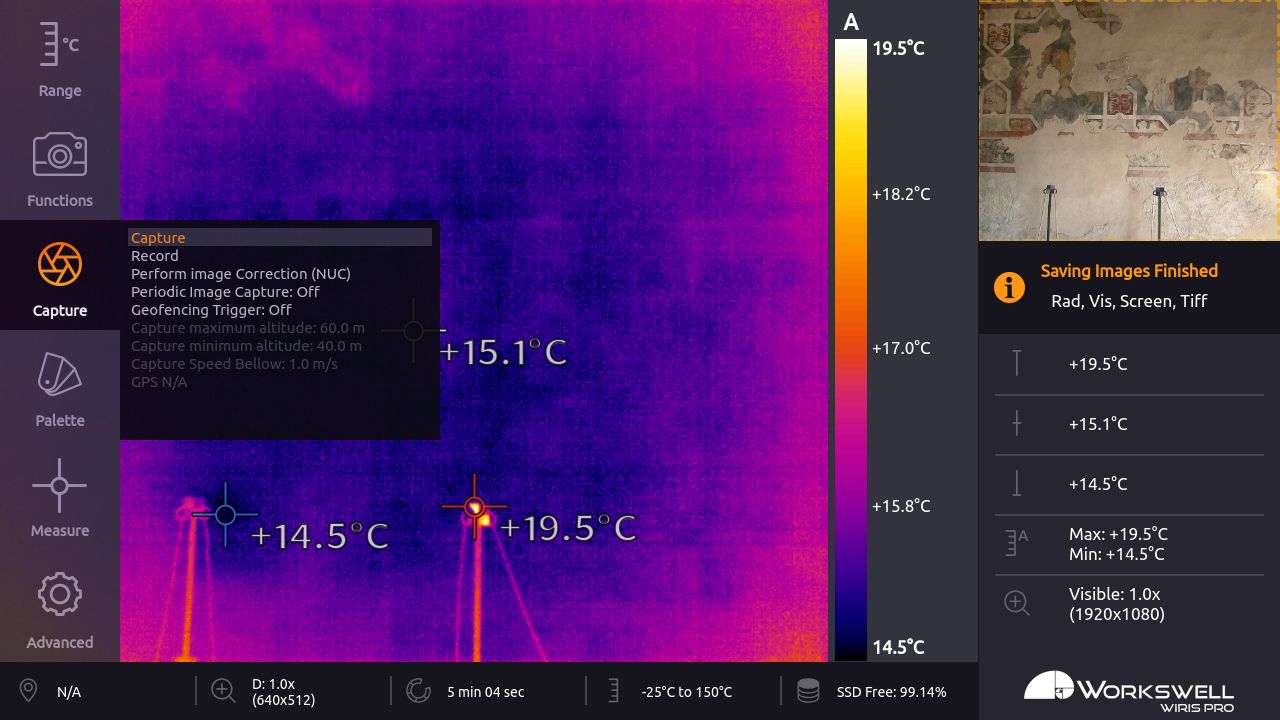 °C
Range
Functions
Capture
Palette
Measure
Advanced
Capture
Record
Perform image Correction (NUC)
Periodic Image Capture: Off
Geofencing Trigger: Off
Capture maximum altitude: 60.0 m
Capture minimum altitude: 40.0 m
Capture Speed Bellow: 1.0 m/s
GPS N/A
+15.1°C
+14.5°C
+19.5°C
A
19.5°C
+18.2°C
+17.0°C
+15.8°C
14.5°C
Saving Images Finished
Rad, Vis, Screen, Tiff
+19.5°C
+15.1°C
+14.5°C
A
Max: +19.5°C
Min: +14.5°C
Visible: 1.0x
(1920x1080)
N/A
D: 1.0x
(640x512)
5 min 04 sec
-25°C to 150°C
SSD Free: 99.14%
WORKSWELL
WIRIS PRO